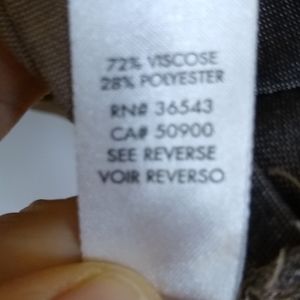 72% VISCOSE
28% POLYESTER
RN# 36543
CA# 50900
SEE REVERSE
VOIR REVERSO